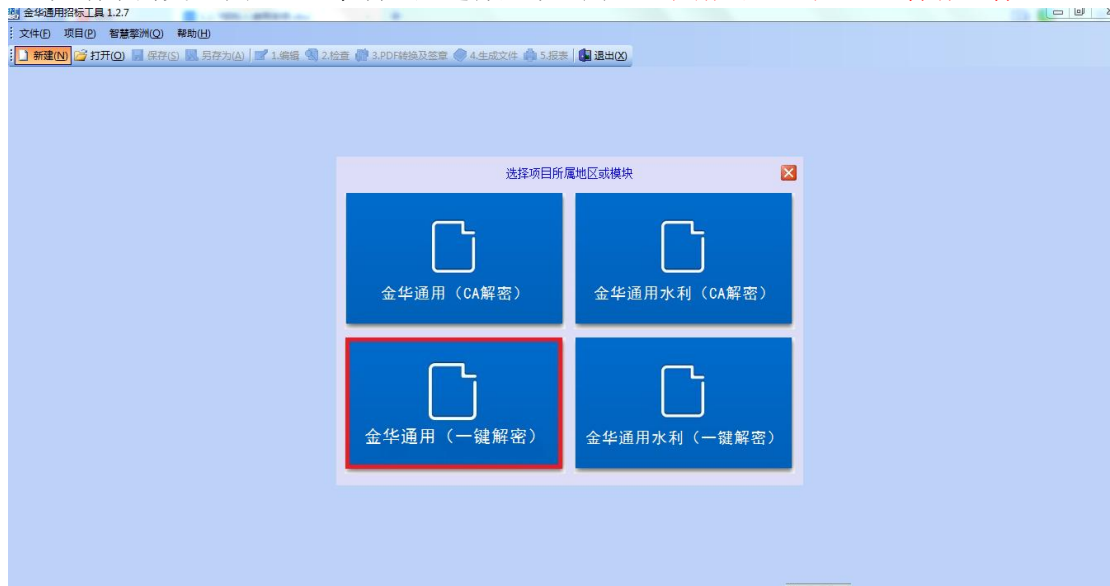 金华通用招标工具 1.2.7
文件(F) 项目(P) 智慧擎洲(Q) 帮助(H)
新建(N) 打开(O) 保存(S) 另存为(A) 1.编辑 2.检查 3.PDF转换及签章 4.生成文件 5.报表 退出(X)
选择项目所属地区或模块
金华通用（CA解密） 金华通用水利（CA解密）
金华通用（一键解密） 金华通用水利（一键解密）